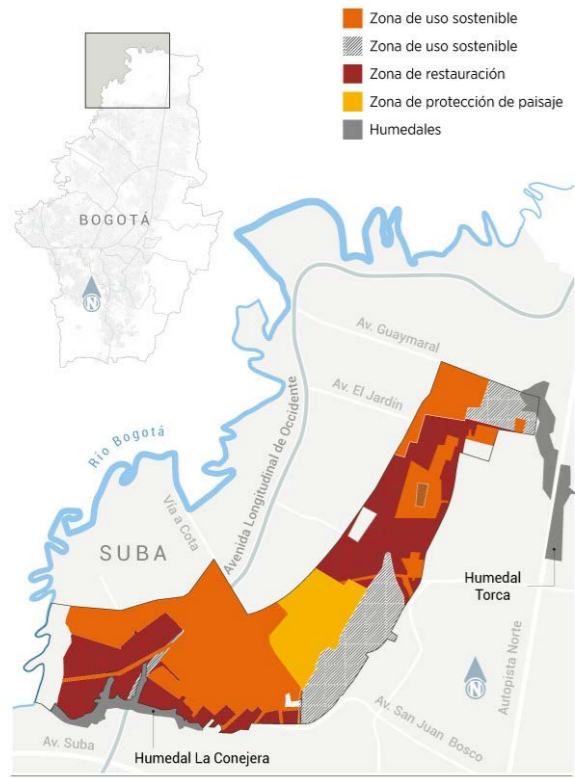 Zona de uso sostenible
Zona de uso sostenible
Zona de restauración
Zona de protección de paisaje
Humedales
BOGOTÁ
N
Av. Guaymaral
Av. El Jardín
Río Bogotá
Avenida Longitudinal de Occidente
Vía a Cota
SUBA
Humedal
Torca
N
Autopista Norte
Av. San Juan Bosco
Av. Suba
Humedal La Conejera